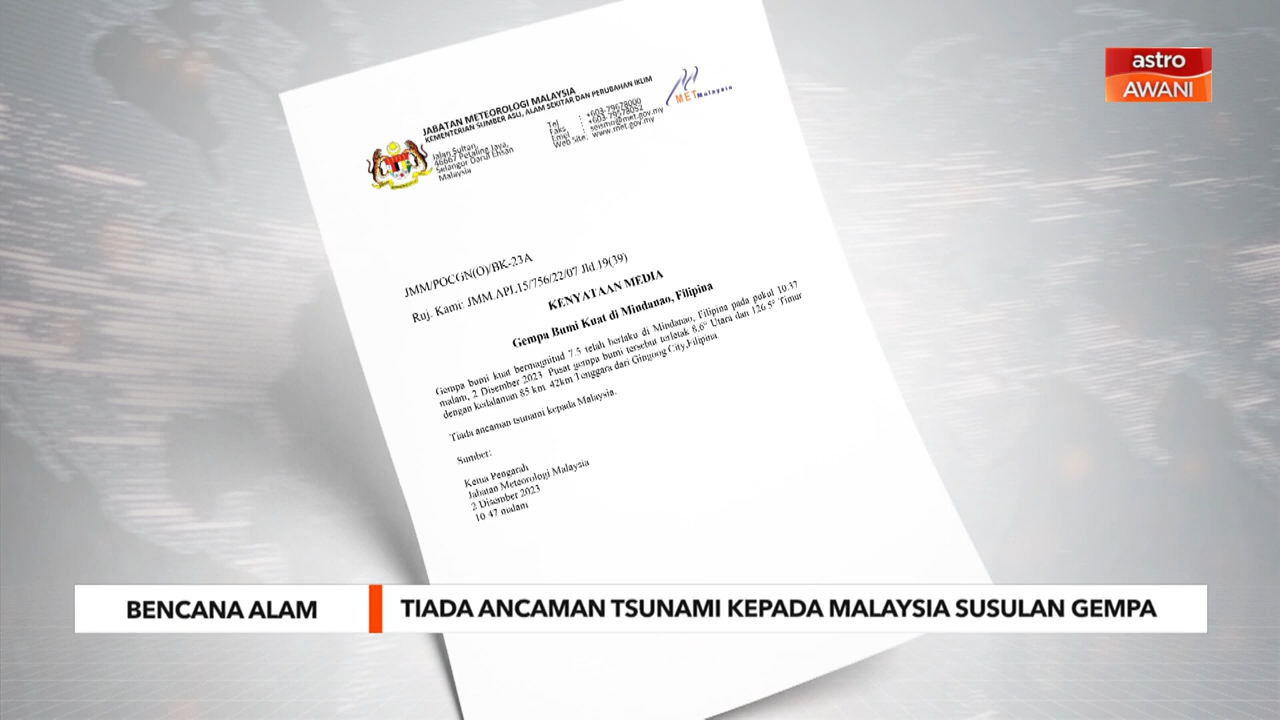 astro
AWANI
JABATAN METEOROLOGI MALAYSIA
KEMENTERIAN SUMBER ASLI, ALAM SEKITAR DAN PERUBAHAN IKLIM
Jalan Sultan,
46667 Petaling Jaya,
Selangor Darul Ehsan
Malaysia
Tel : +603-79678000
Faks : +603-79578052
Emel : seismo@met.gov.my
Web Site: www.met.gov.my
MET Malaysia
JMM/POCGN(O)/BK-23A
Ruj. Kami: JMM.APL.15/756/22/07 Jld.19(39)
KENYATAAN MEDIA
Gempa Bumi Kuat di Mindanao, Filipina
Gempa bumi kuat bermagnitud 7.5 telah berlaku di Mindanao, Filipina pada pukul 10.37
malam, 2 Disember 2023 Pusat gempa bumi tersebut terletak 8.6° Utara dan 126.5° Timur
dengan kedalaman 85 km 42km Tenggara dari Gingoog City,Filipina
Tiada ancaman tsunami kepada Malaysia.
Sumber:
Ketua Pengarah
Jabatan Meteorologi Malaysia
2 Disember 2023
10 47 malam
BENCANA ALAM
TIADA ANCAMAN TSUNAMI KEPADA MALAYSIA SUSULAN GEMPA